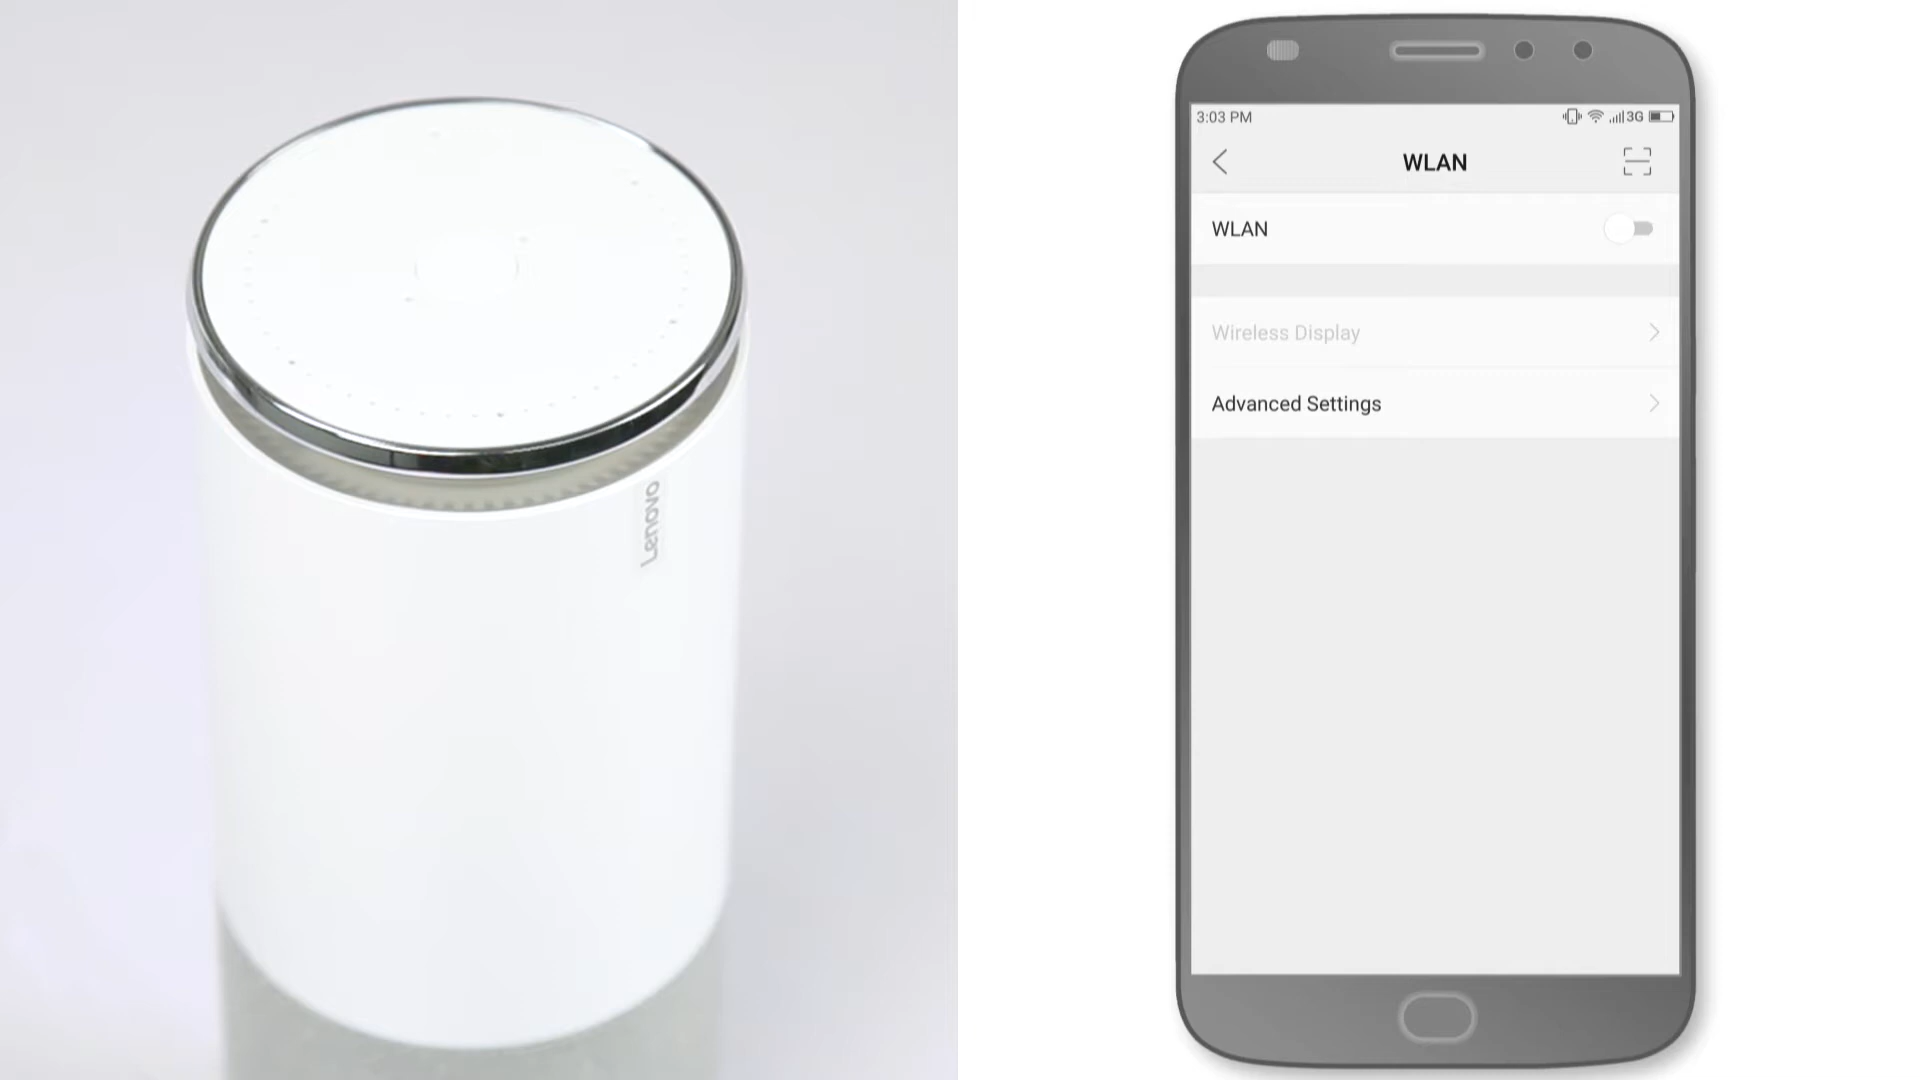 Lenovo
3:03 PM
3G
WLAN
WLAN
Wireless Display
Advanced Settings